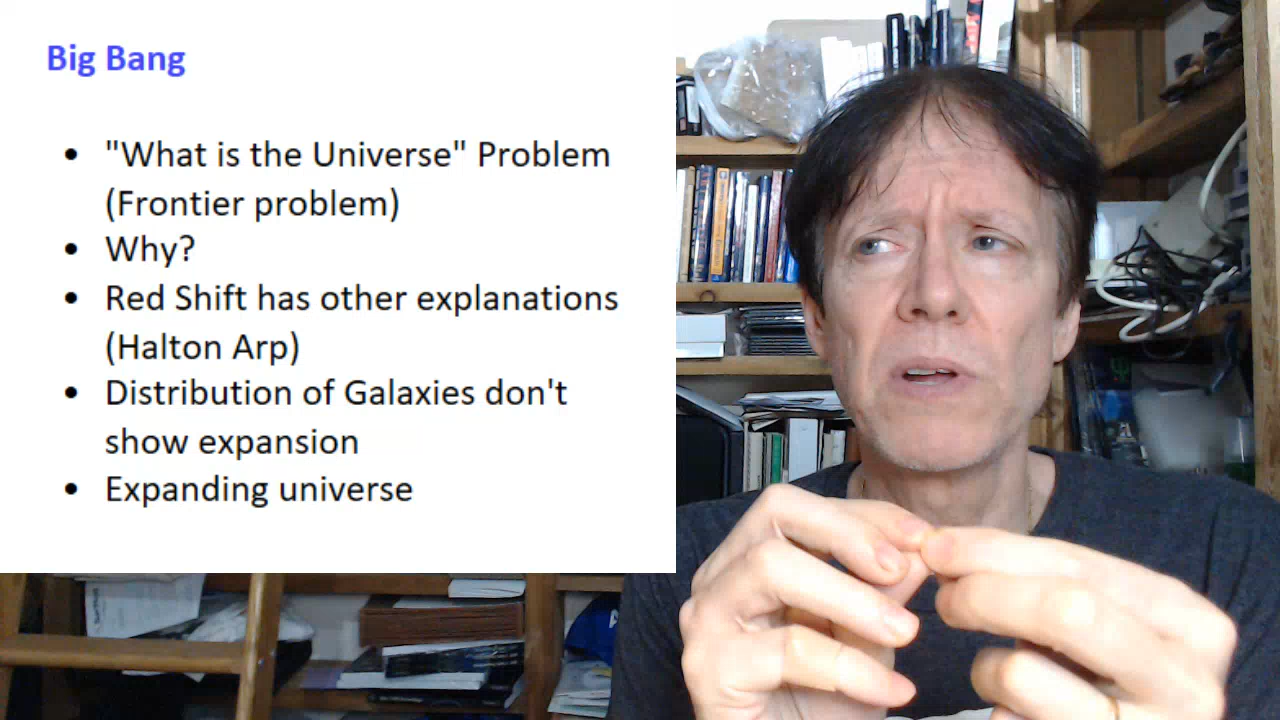 Big Bang
• "What is the Universe" Problem
(Frontier problem)
• Why?
• Red Shift has other explanations
(Halton Arp)
• Distribution of Galaxies don't
show expansion
• Expanding universe